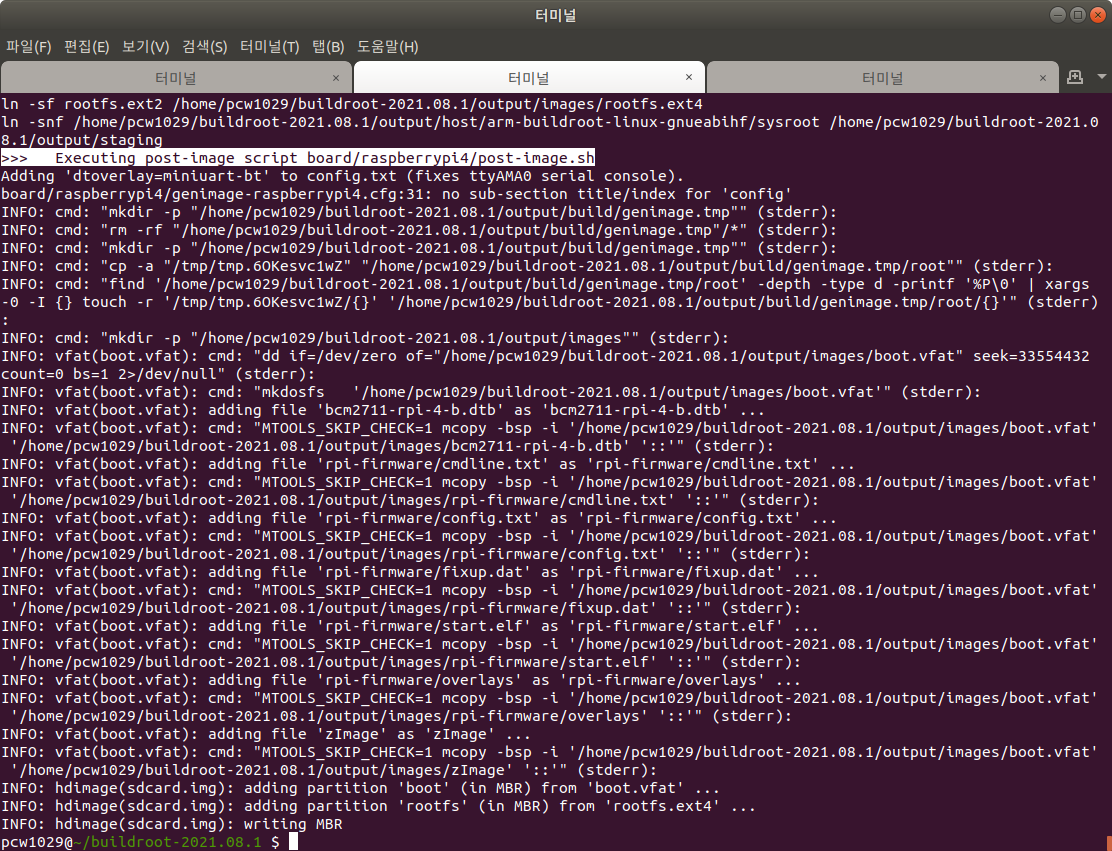 터미널
파일(F) 편집(E) 보기(V) 검색(S) 터미널(T) 탭(B) 도움말(H)
터미널 × 터미널 × 터미널 ×
ln -sf rootfs.ext2 /home/pcw1029/buildroot-2021.08.1/output/images/rootfs.ext4
ln -snf /home/pcw1029/buildroot-2021.08.1/output/host/arm-buildroot-linux-gnueabihf/sysroot /home/pcw1029/buildroot-2021.0
8.1/output/staging
>>>   Executing post-image script board/raspberrypi4/post-image.sh
Adding 'dtoverlay=miniuart-bt' to config.txt (fixes ttyAMA0 serial console).
board/raspberrypi4/genimage-raspberrypi4.cfg:31: no sub-section title/index for 'config'
INFO: cmd: "mkdir -p "/home/pcw1029/buildroot-2021.08.1/output/build/genimage.tmp"" (stderr):
INFO: cmd: "rm -rf "/home/pcw1029/buildroot-2021.08.1/output/build/genimage.tmp"/*" (stderr):
INFO: cmd: "mkdir -p "/home/pcw1029/buildroot-2021.08.1/output/build/genimage.tmp"" (stderr):
INFO: cmd: "cp -a "/tmp/tmp.6OKesvc1wZ" "/home/pcw1029/buildroot-2021.08.1/output/build/genimage.tmp/root"" (stderr):
INFO: cmd: "find '/home/pcw1029/buildroot-2021.08.1/output/build/genimage.tmp/root' -depth -type d -printf '%P\0' | xargs
-0 -I {} touch -r '/tmp/tmp.6OKesvc1wZ/{}' '/home/pcw1029/buildroot-2021.08.1/output/build/genimage.tmp/root/{}'" (stderr)
:
INFO: cmd: "mkdir -p "/home/pcw1029/buildroot-2021.08.1/output/images"" (stderr):
INFO: vfat(boot.vfat): cmd: "dd if=/dev/zero of="/home/pcw1029/buildroot-2021.08.1/output/images/boot.vfat" seek=33554432
count=0 bs=1 2>/dev/null" (stderr):
INFO: vfat(boot.vfat): cmd: "mkdosfs   '/home/pcw1029/buildroot-2021.08.1/output/images/boot.vfat'" (stderr):
INFO: vfat(boot.vfat): adding file 'bcm2711-rpi-4-b.dtb' as 'bcm2711-rpi-4-b.dtb' ...
INFO: vfat(boot.vfat): cmd: "MTOOLS_SKIP_CHECK=1 mcopy -bsp -i '/home/pcw1029/buildroot-2021.08.1/output/images/boot.vfat'
 '/home/pcw1029/buildroot-2021.08.1/output/images/bcm2711-rpi-4-b.dtb' '::'" (stderr):
INFO: vfat(boot.vfat): adding file 'rpi-firmware/cmdline.txt' as 'rpi-firmware/cmdline.txt' ...
INFO: vfat(boot.vfat): cmd: "MTOOLS_SKIP_CHECK=1 mcopy -bsp -i '/home/pcw1029/buildroot-2021.08.1/output/images/boot.vfat'
 '/home/pcw1029/buildroot-2021.08.1/output/images/rpi-firmware/cmdline.txt' '::'" (stderr):
INFO: vfat(boot.vfat): adding file 'rpi-firmware/config.txt' as 'rpi-firmware/config.txt' ...
INFO: vfat(boot.vfat): cmd: "MTOOLS_SKIP_CHECK=1 mcopy -bsp -i '/home/pcw1029/buildroot-2021.08.1/output/images/boot.vfat'
 '/home/pcw1029/buildroot-2021.08.1/output/images/rpi-firmware/config.txt' '::'" (stderr):
INFO: vfat(boot.vfat): adding file 'rpi-firmware/fixup.dat' as 'rpi-firmware/fixup.dat' ...
INFO: vfat(boot.vfat): cmd: "MTOOLS_SKIP_CHECK=1 mcopy -bsp -i '/home/pcw1029/buildroot-2021.08.1/output/images/boot.vfat'
 '/home/pcw1029/buildroot-2021.08.1/output/images/rpi-firmware/fixup.dat' '::'" (stderr):
INFO: vfat(boot.vfat): adding file 'rpi-firmware/start.elf' as 'rpi-firmware/start.elf' ...
INFO: vfat(boot.vfat): cmd: "MTOOLS_SKIP_CHECK=1 mcopy -bsp -i '/home/pcw1029/buildroot-2021.08.1/output/images/boot.vfat'
 '/home/pcw1029/buildroot-2021.08.1/output/images/rpi-firmware/start.elf' '::'" (stderr):
INFO: vfat(boot.vfat): adding file 'rpi-firmware/overlays' as 'rpi-firmware/overlays' ...
INFO: vfat(boot.vfat): cmd: "MTOOLS_SKIP_CHECK=1 mcopy -bsp -i '/home/pcw1029/buildroot-2021.08.1/output/images/boot.vfat'
 '/home/pcw1029/buildroot-2021.08.1/output/images/rpi-firmware/overlays' '::'" (stderr):
INFO: vfat(boot.vfat): adding file 'zImage' as 'zImage' ...
INFO: vfat(boot.vfat): cmd: "MTOOLS_SKIP_CHECK=1 mcopy -bsp -i '/home/pcw1029/buildroot-2021.08.1/output/images/boot.vfat'
 '/home/pcw1029/buildroot-2021.08.1/output/images/zImage' '::'" (stderr):
INFO: hdimage(sdcard.img): adding partition 'boot' (in MBR) from 'boot.vfat' ...
INFO: hdimage(sdcard.img): adding partition 'rootfs' (in MBR) from 'rootfs.ext4' ...
INFO: hdimage(sdcard.img): writing MBR
pcw1029@~/buildroot-2021.08.1 $